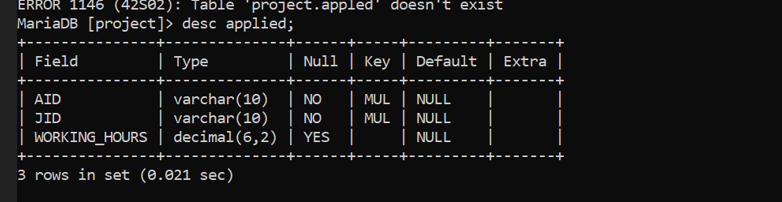 ERROR 1146 (42S02): Table 'project.appled' doesn't exist
MariaDB [project]> desc applied;
+---------------+--------------+------+-----+---------+-------+
| Field         | Type         | Null | Key | Default | Extra |
+---------------+--------------+------+-----+---------+-------+
| AID           | varchar(10)  | NO   | MUL | NULL    |       |
| JID           | varchar(10)  | NO   | MUL | NULL    |       |
| WORKING_HOURS | decimal(6,2) | YES  |     | NULL    |       |
+---------------+--------------+------+-----+---------+-------+
3 rows in set (0.021 sec)